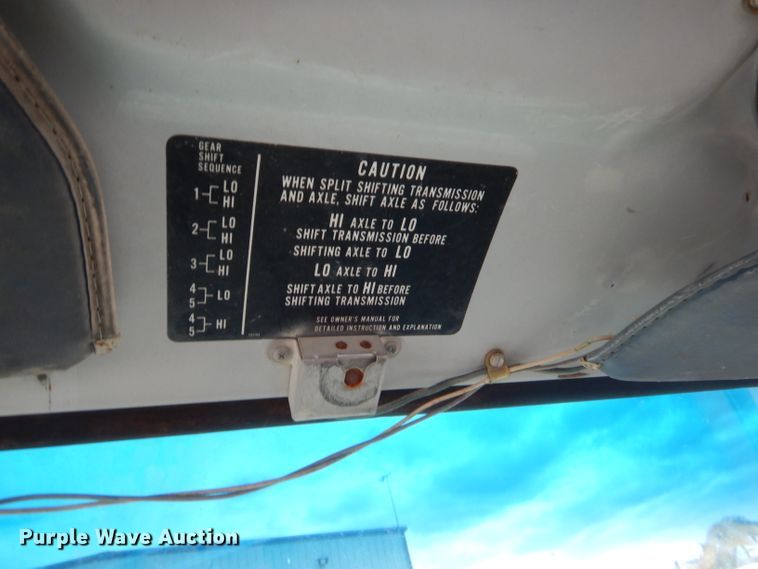 GEAR
SHIFT
SEQUENCE
1 LO
HI
2 LO
HI
3 LO
HI
4
5 LO
4
5 HI
CAUTION
WHEN SPLIT SHIFTING TRANSMISSION
AND AXLE, SHIFT AXLE AS FOLLOWS:
HI AXLE TO LO
SHIFT TRANSMISSION BEFORE
SHIFTING AXLE TO LO
LO AXLE TO HI
SHIFT AXLE TO HI BEFORE
SHIFTING TRANSMISSION
SEE OWNER'S MANUAL FOR
DETAILED INSTRUCTION AND EXPLANATION
Purple Wave Auction®